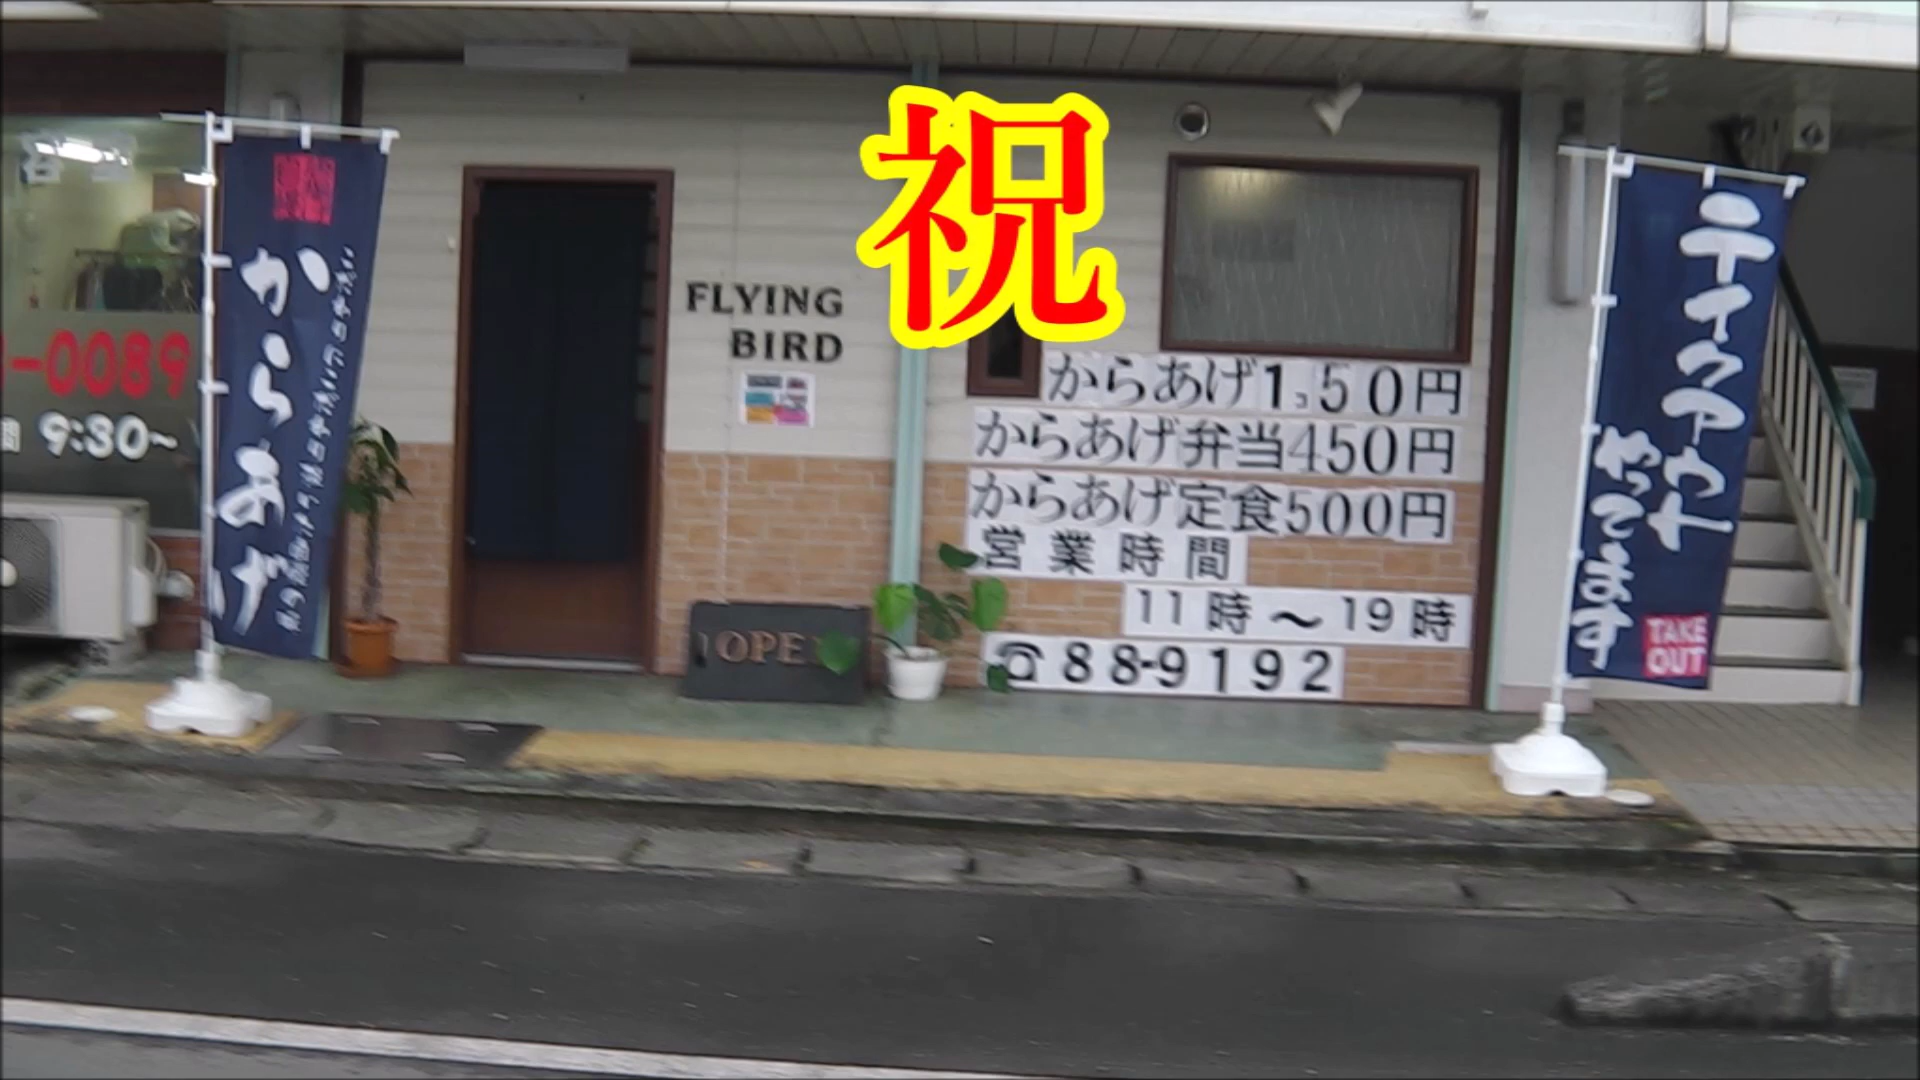 祝
FLYING
BIRD
からあげ1コ50円
からあげ弁当450円
からあげ定食500円
営業時間
11時～19時
☎88-9192
からあげ
テイクアウト
やってます
TAKE
OUT
-0089
9:30~